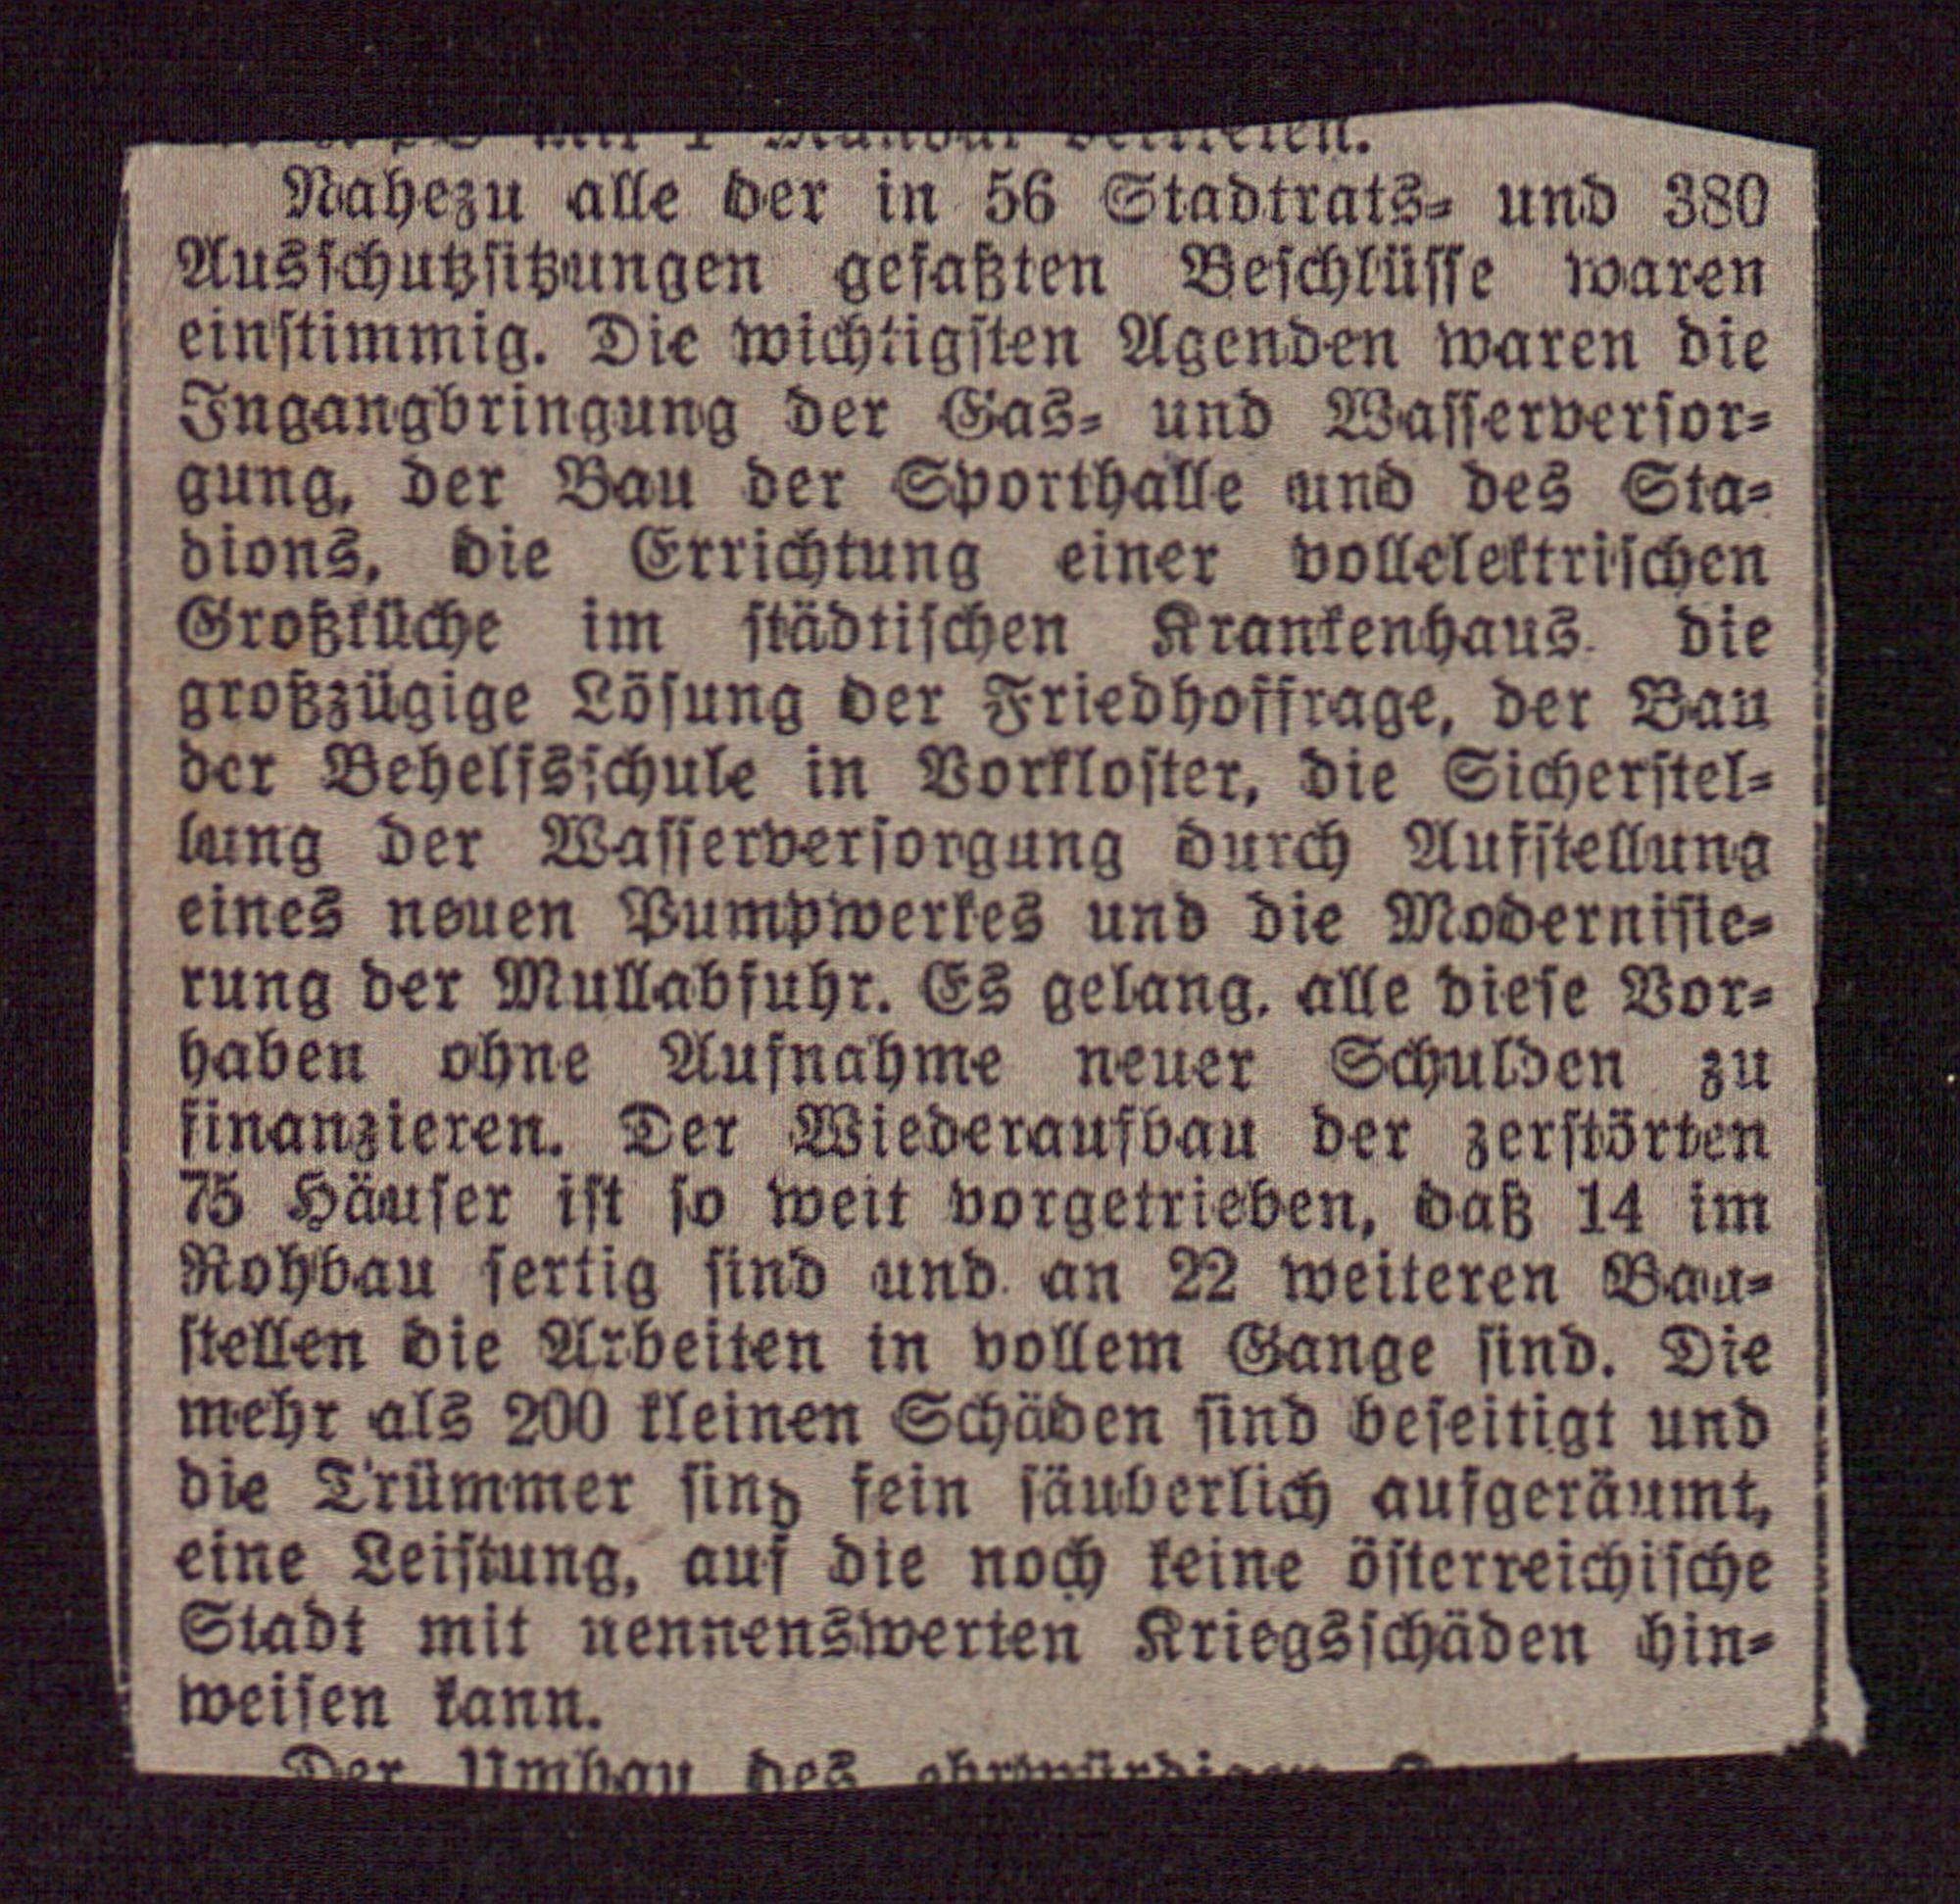 mit 1 Mandat vertreten.
Nahezu alle der in 56 Stadtrats- und 380
Ausschußsitzungen gefaßten Beschlüsse waren
einstimmig. Die wichtigsten Agenden waren die
Ingangbringung der Gas- und Wasserversor-
gung, der Bau der Sporthalle und des Sta-
dions, die Errichtung einer vollelektrischen
Großküche im städtischen Krankenhaus. die
großzügige Lösung der Friedhoffrage, der Bau
der Behelfsschule in Vorkloster, die Sicherstel-
lung der Wasserversorgung durch Aufstellung
eines neuen Pumpwerkes und die Modernisie-
rung der Mullabfuhr. Es gelang, alle diese Vor-
haben ohne Aufnahme neuer Schulden zu
finanzieren. Der Wiederaufbau der zerstörten
75 Häuser ist so weit vorgetrieben, daß 14 im
Rohbau fertig sind und an 22 weiteren Bau-
stellen die Arbeiten in vollem Gange sind. Die
mehr als 200 kleinen Schäden sind beseitigt und
die Trümmer sind fein säuberlich aufgeräumt,
eine Leistung, auf die noch keine österreichische
Stadt mit nennenswerten Kriegsschäden hin-
weisen kann.
Der Umbau des ehrwürdigen